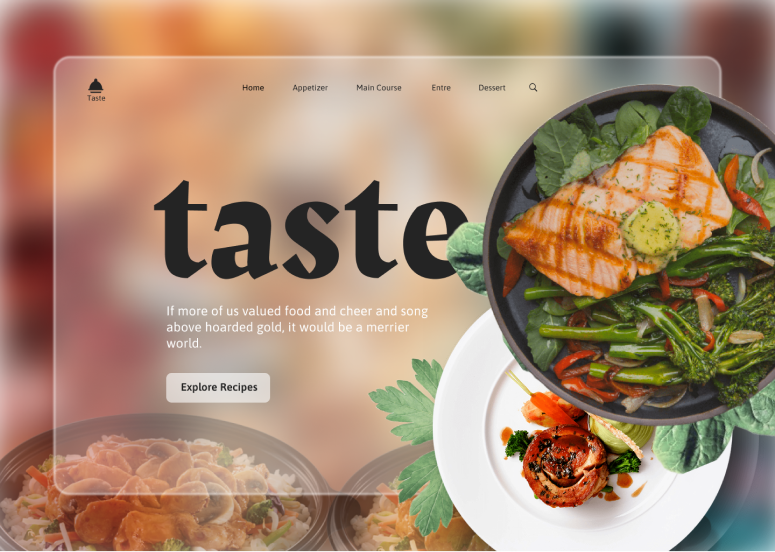 Taste
Home
Appetizer
Main Course
Entre
Dessert
taste
If more of us valued food and cheer and song
above hoarded gold, it would be a merrier
world.
Explore Recipes